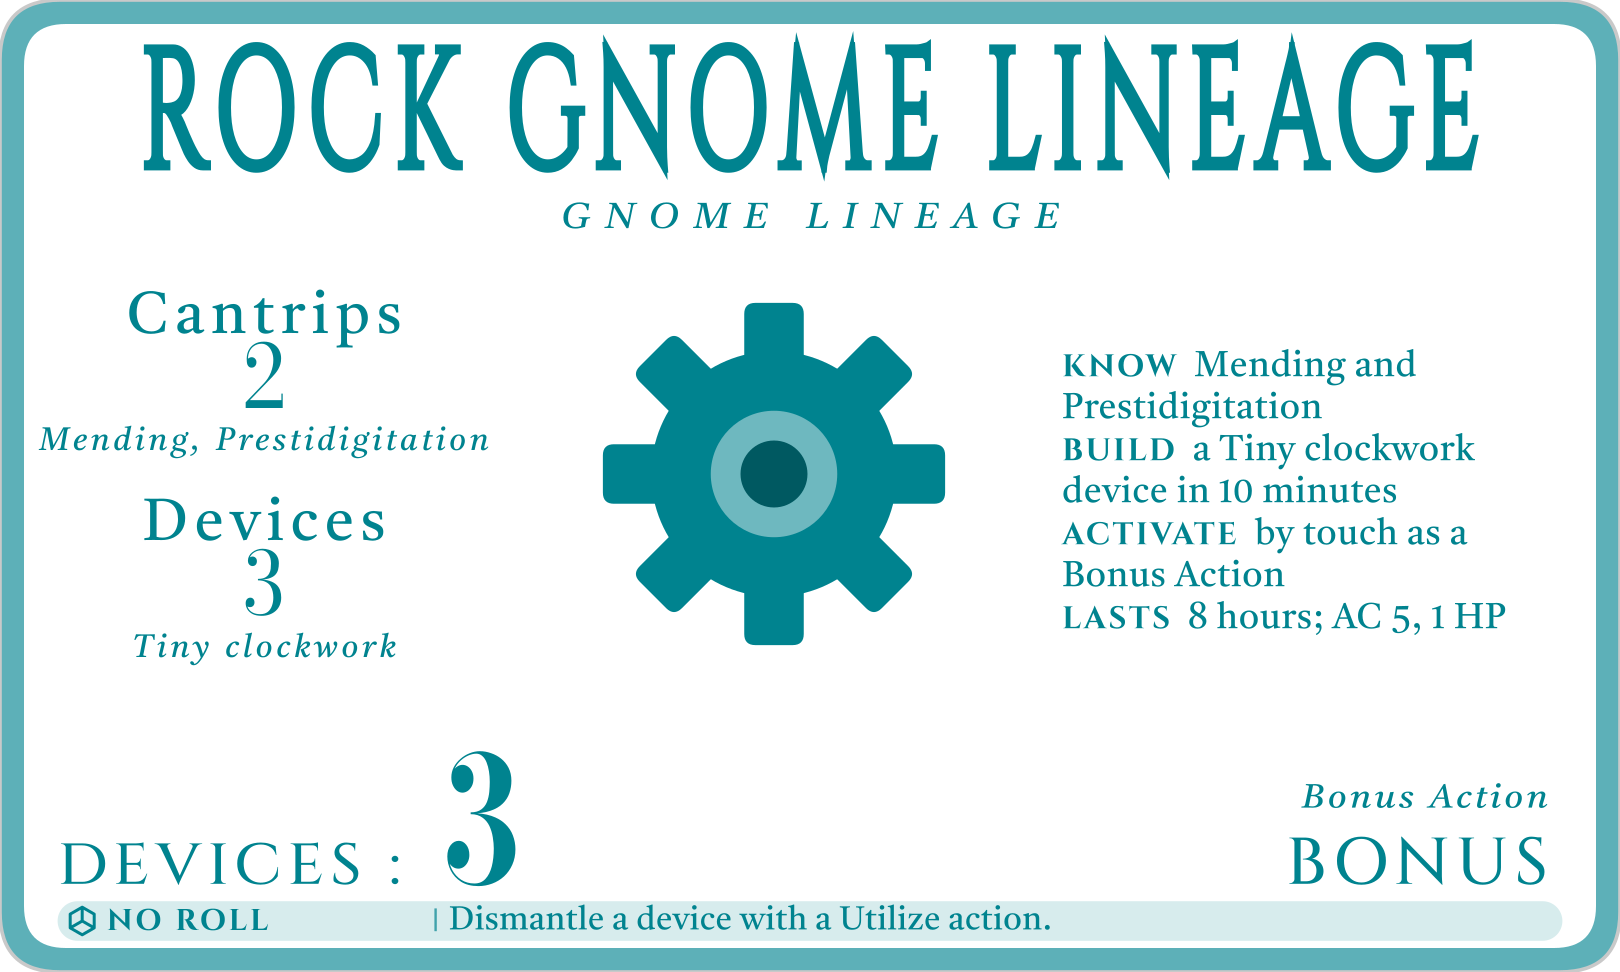 ROCK GNOME LINEAGE
GNOME LINEAGE
Cantrips
2
Mending, Prestidigitation
Devices
3
Tiny clockwork
KNOW Mending and
Prestidigitation
BUILD a Tiny clockwork
device in 10 minutes
ACTIVATE by touch as a
Bonus Action
LASTS 8 hours; AC 5, 1 HP
DEVICES : 3
Bonus Action
BONUS
NO ROLL | Dismantle a device with a Utilize action.